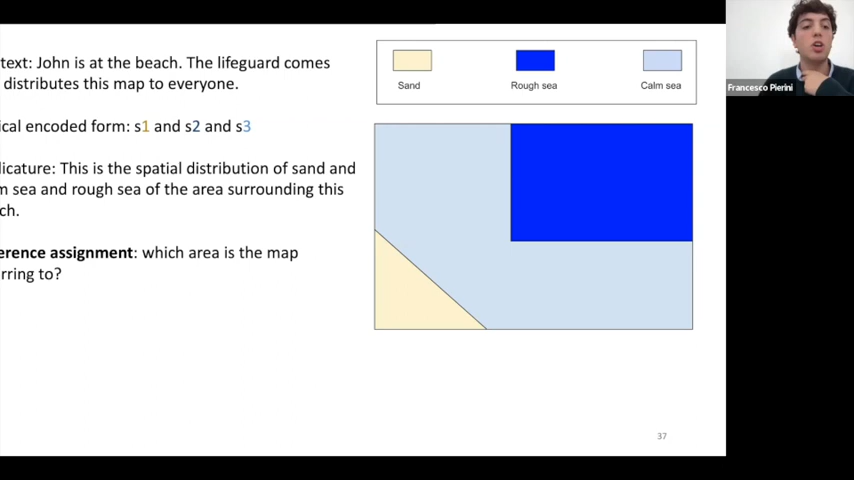 text: John is at the beach. The lifeguard comes
distributes this map to everyone.
ical encoded form: s1 and s2 and s3
licature: This is the spatial distribution of sand and
m sea and rough sea of the area surrounding this
ch.
erence assignment: which area is the map
rring to?
Sand
Rough sea
Calm sea
37
Francesco Pierini